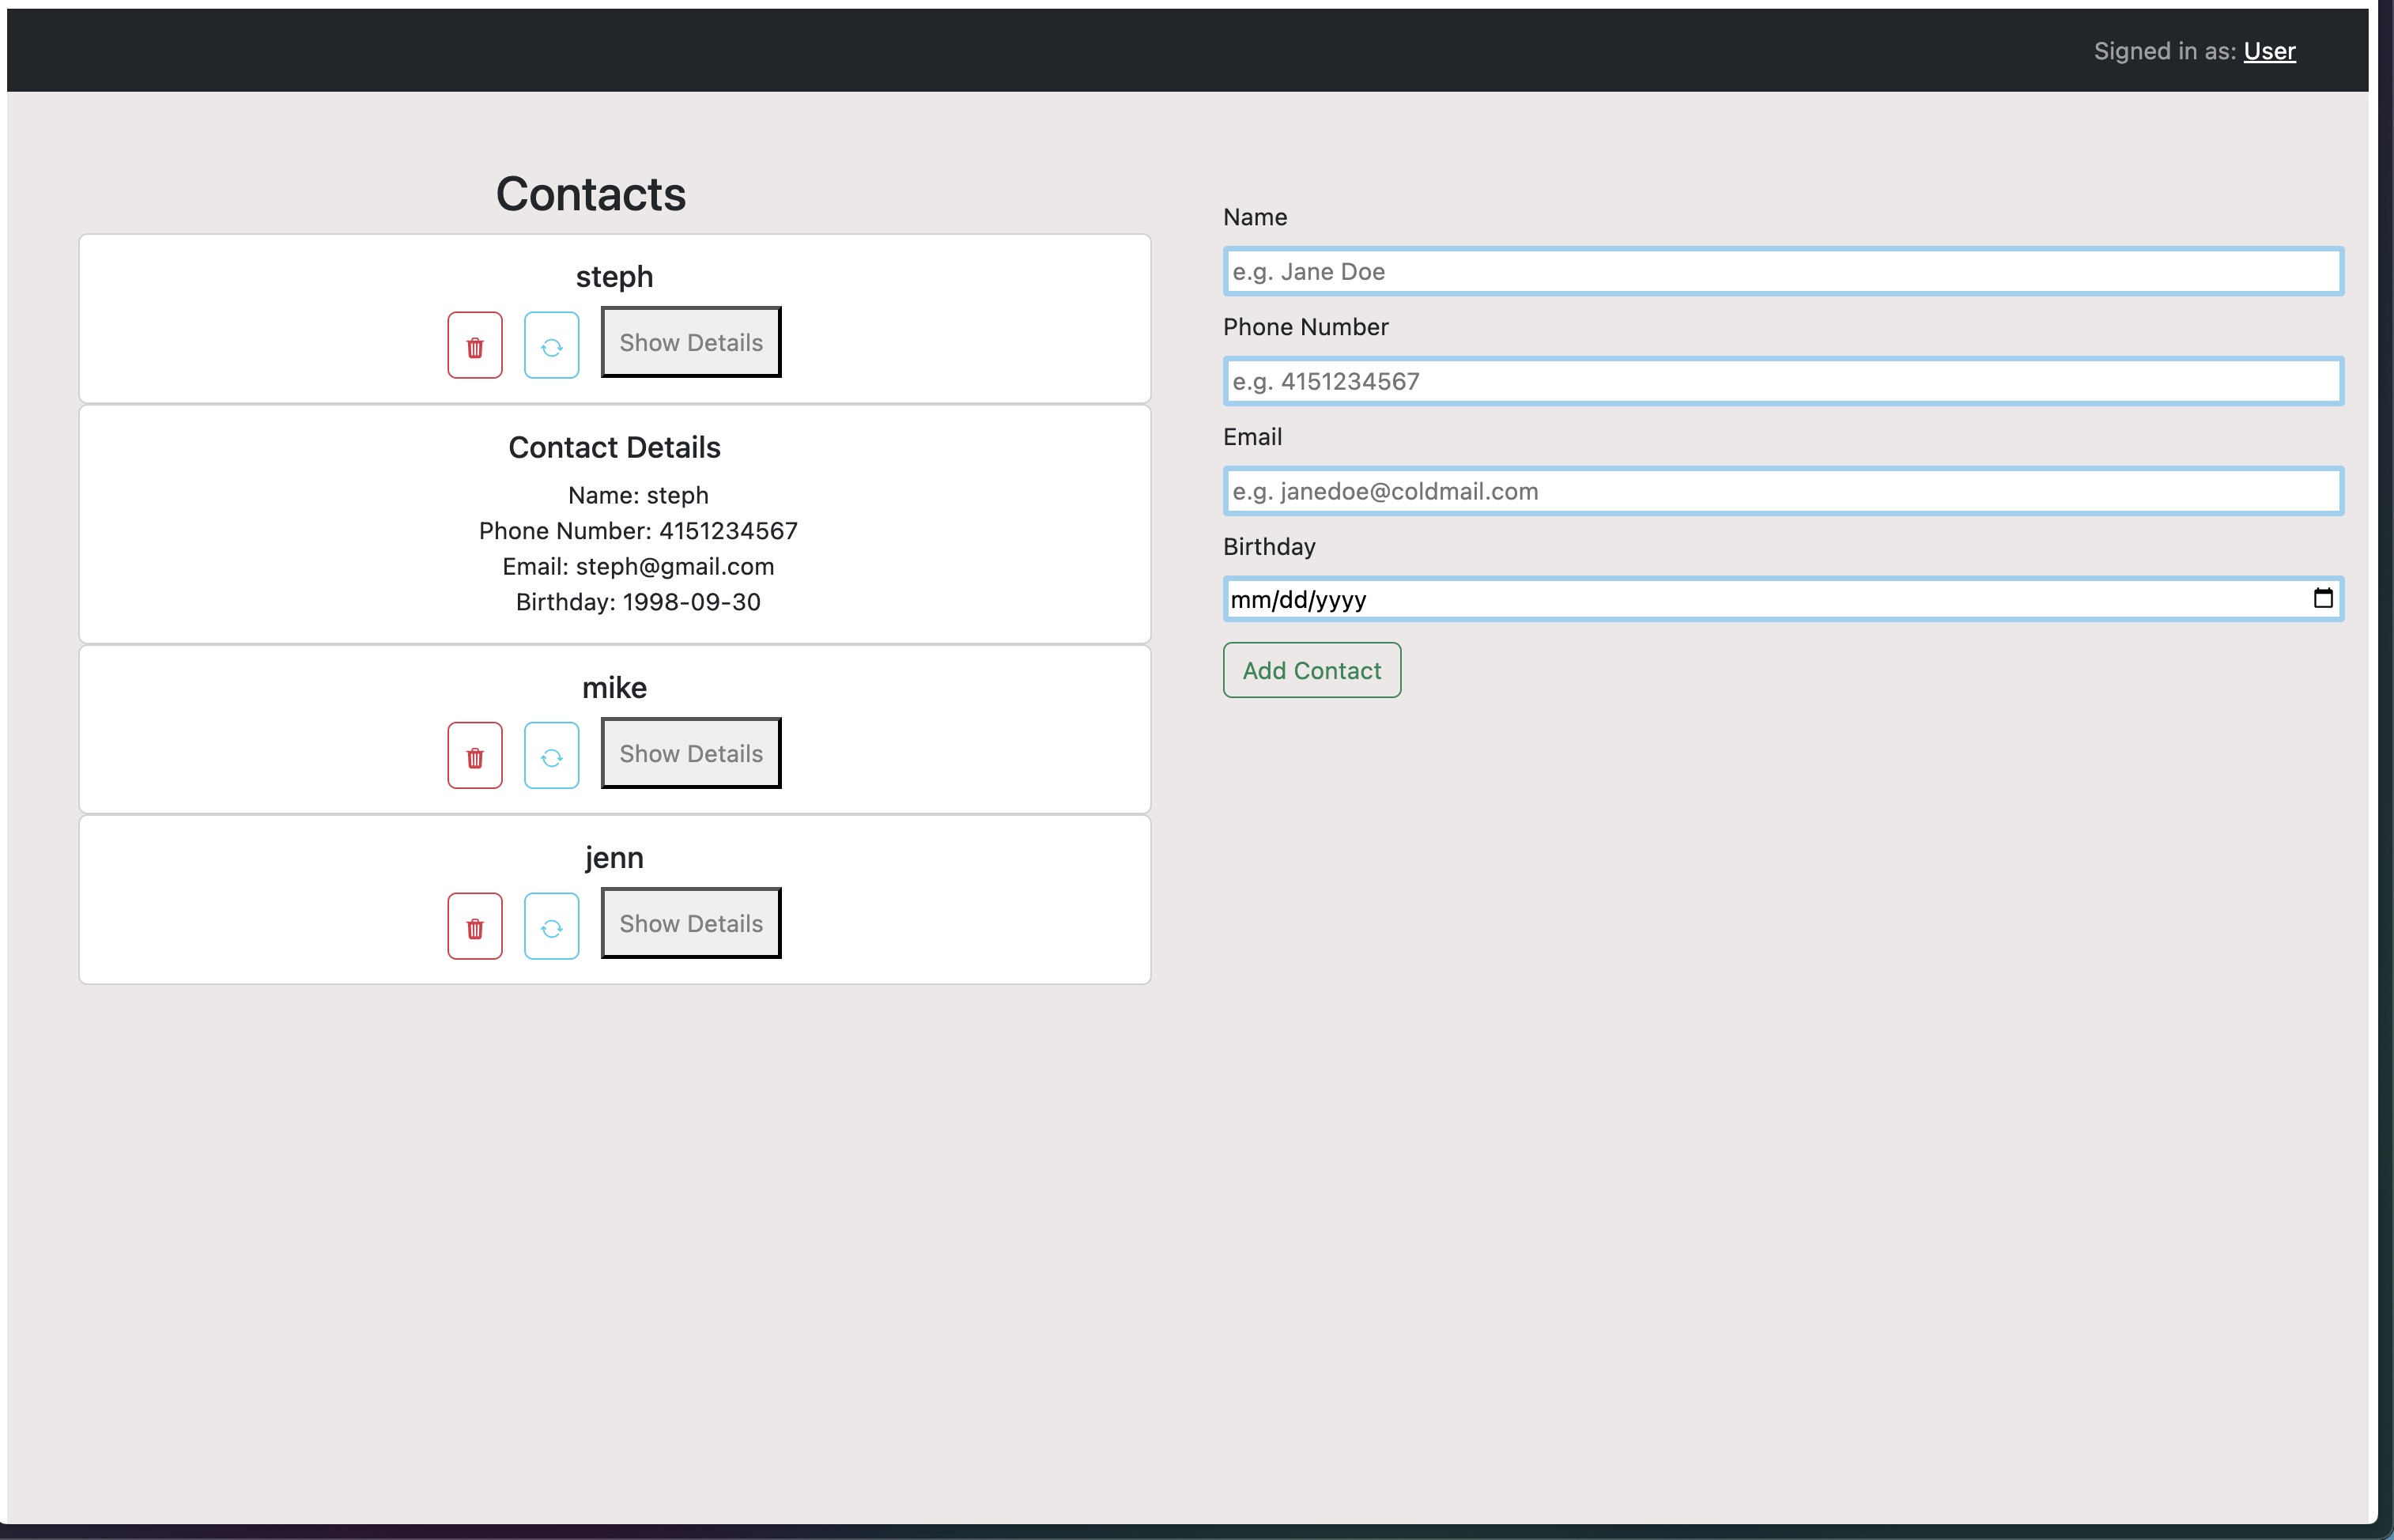 Signed in as: User
Contacts
steph
Show Details
Contact Details
Name: steph
Phone Number: 4151234567
Email: steph@gmail.com
Birthday: 1998-09-30
mike
Show Details
jenn
Show Details
Name
e.g. Jane Doe
Phone Number
e.g. 4151234567
Email
e.g. janedoe@coldmail.com
Birthday
mm/dd/yyyy
Add Contact